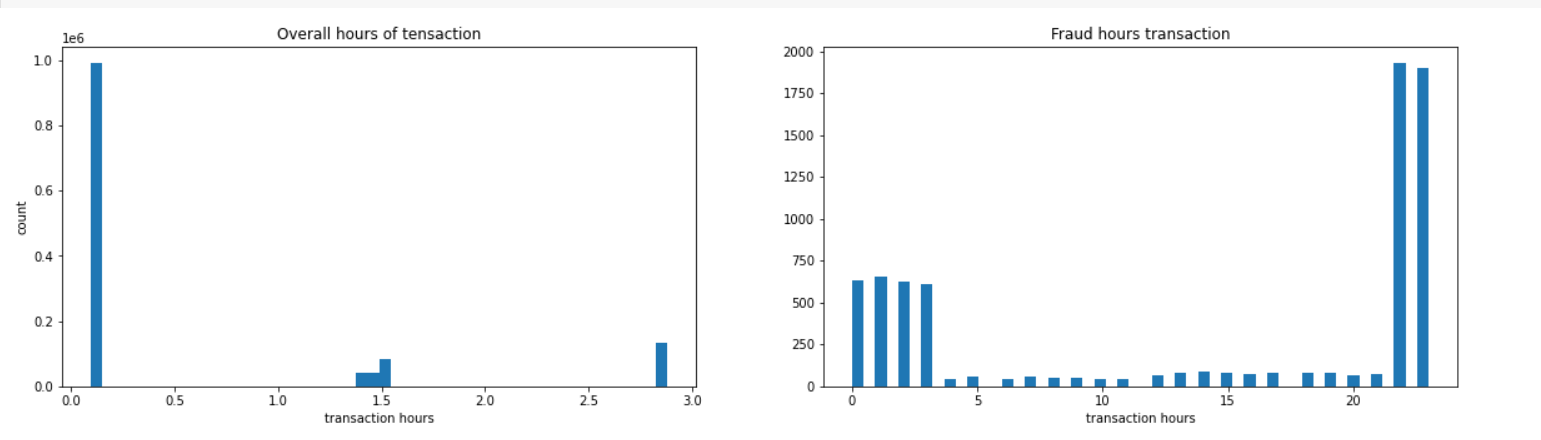 Overall hours of tensaction
1e6
1.0
0.8
0.6
0.4
0.2
0.0
count
0.0 0.5 1.0 1.5 2.0 2.5 3.0
transaction hours
Fraud hours transaction
2000
1750
1500
1250
1000
750
500
250
0
0 5 10 15 20
transaction hours